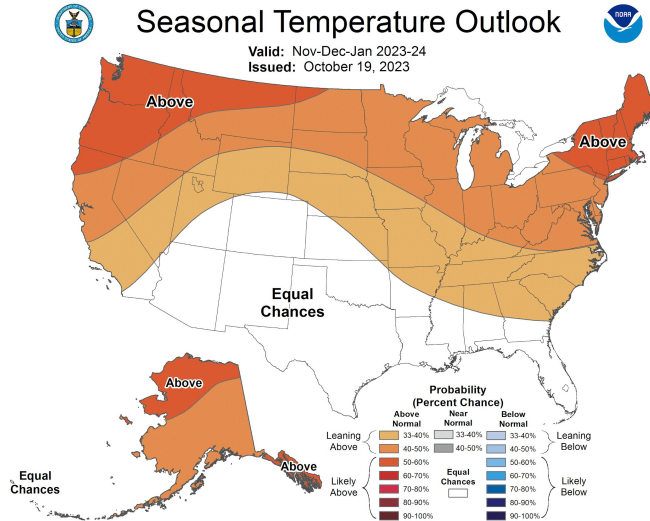 Seasonal Temperature Outlook
Valid: Nov-Dec-Jan 2023-24
Issued: October 19, 2023
NOAA
Above
Above
Equal
Chances
Above
Above
Equal
Chances
Probability
(Percent Chance)
Above
Normal
Near
Normal
Below
Normal
Leaning
Above
33-40%
40-50%
33-40%
40-50%
33-40%
40-50%
Leaning
Below
Likely
Above
50-60%
60-70%
70-80%
80-90%
90-100%
Equal
Chances
50-60%
60-70%
70-80%
80-90%
90-100%
Likely
Below